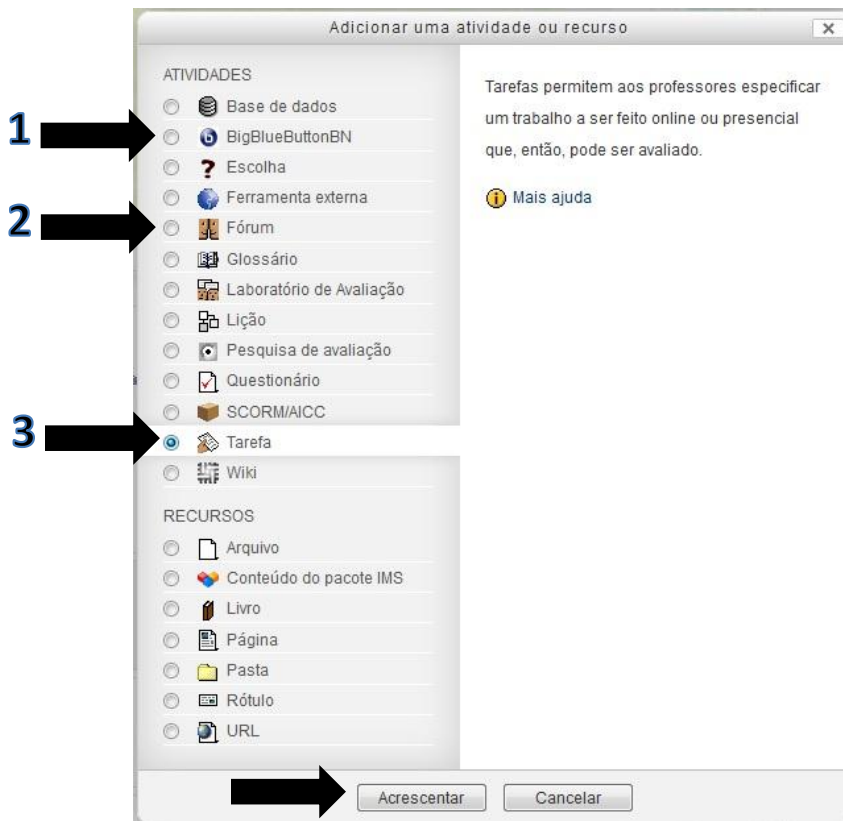 Adicionar uma atividade ou recurso
ATIVIDADES
Base de dados
1
BigBlueButtonBN
Escolha
Ferramenta externa
2
Fórum
Glossário
Laboratório de Avaliação
Lição
Pesquisa de avaliação
Questionário
SCORM/AICC
3
Tarefa
Wiki
RECURSOS
Arquivo
Conteúdo do pacote IMS
Livro
Página
Pasta
Rótulo
URL
Tarefas permitem aos professores especificar
um trabalho a ser feito online ou presencial
que, então, pode ser avaliado.
Mais ajuda
Acrescentar
Cancelar